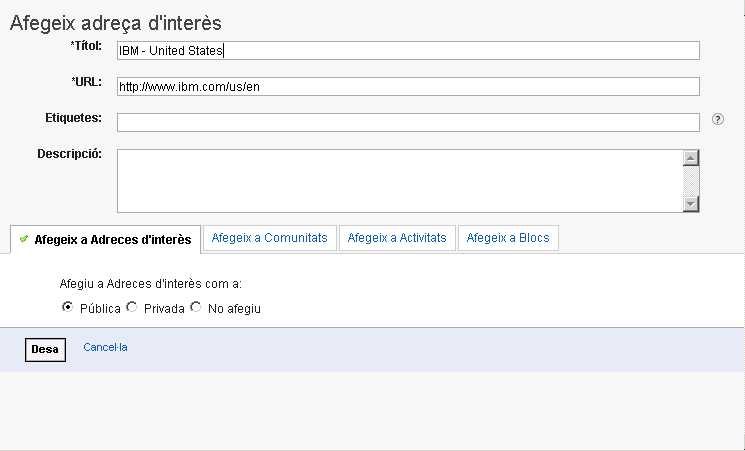 Afegeix adreça d'interès
*Títol: IBM - United States
*URL: http://www.ibm.com/us/en
Etiquetes: ?
Descripció:
Afegeix a Adreces d'interès Afegeix a Comunitats Afegeix a Activitats Afegeix a Blocs
Afegiu a Adreces d'interès com a:
Pública Privada No afegiu
Desa Cancel·la